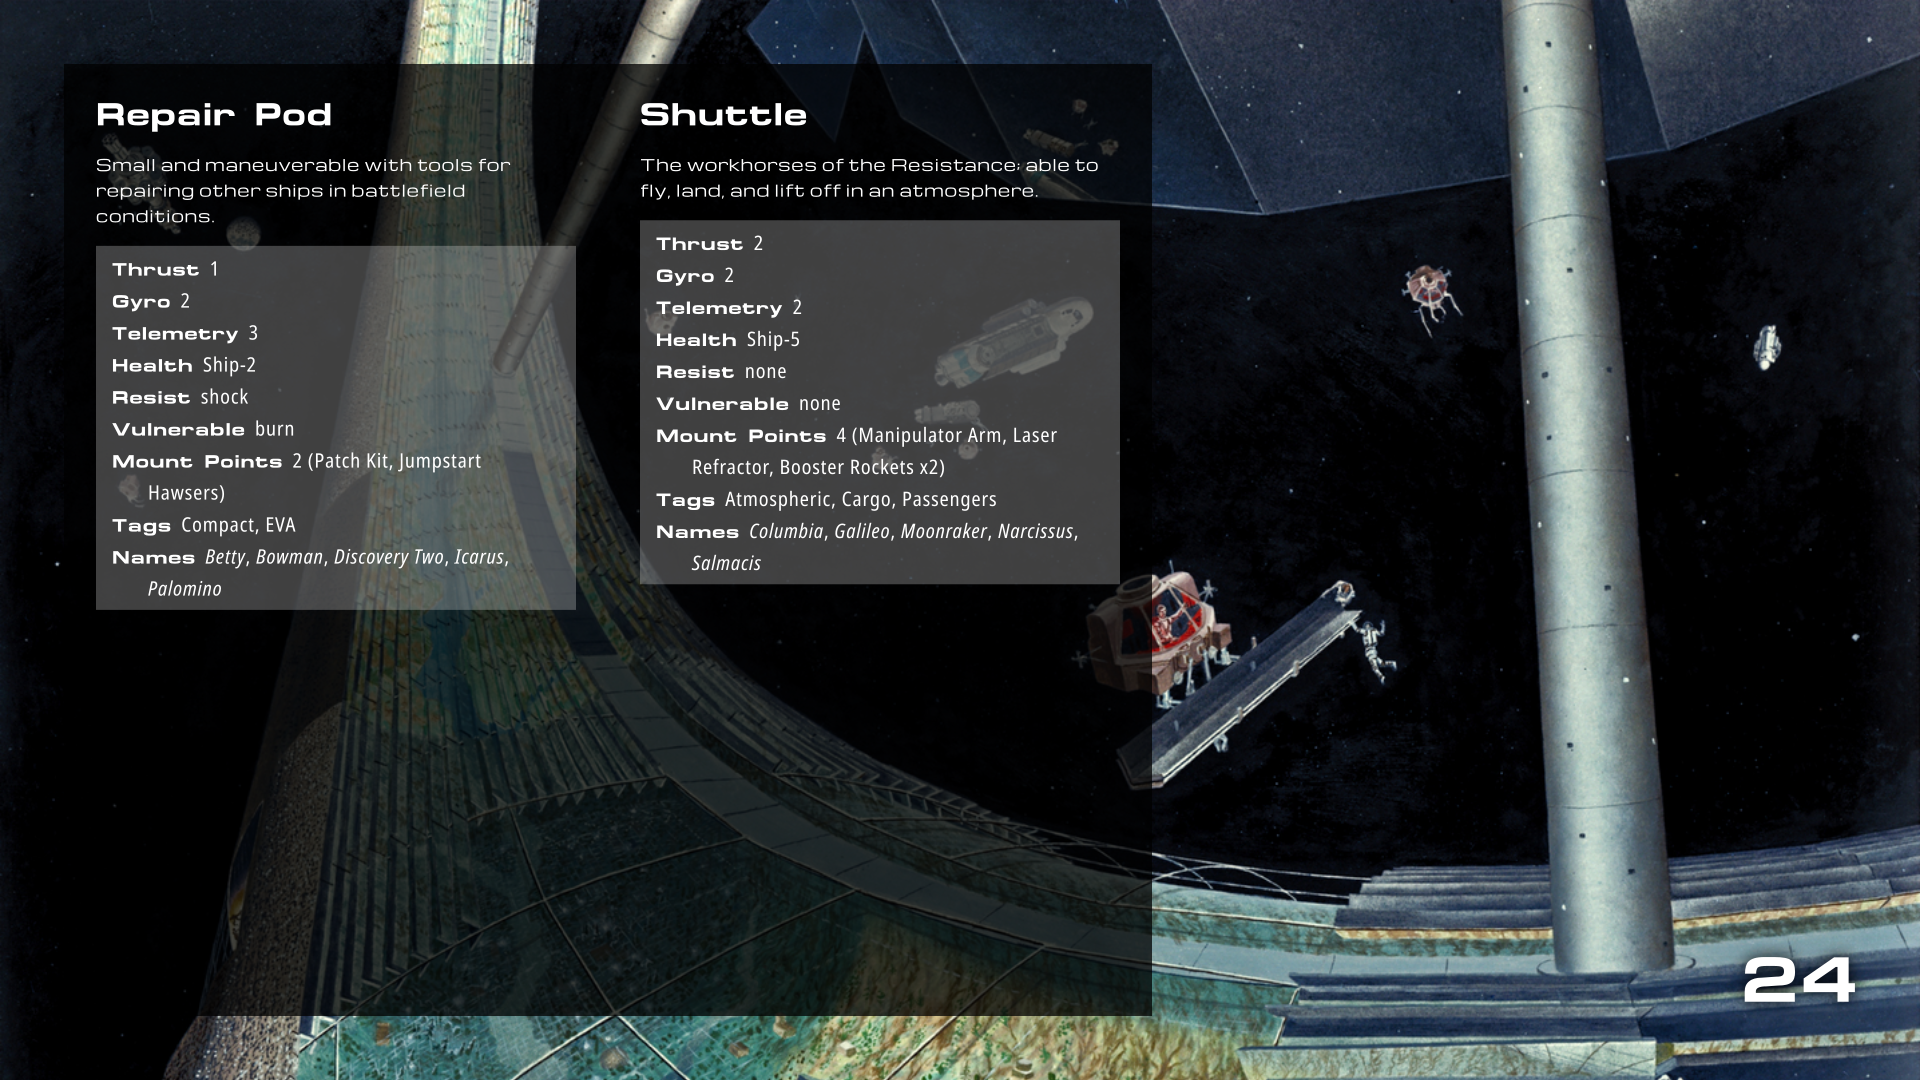 Repair Pod
Small and maneuverable with tools for
repairing other ships in battlefield
conditions.
Thrust 1
Gyro 2
Telemetry 3
Health Ship-2
Resist shock
Vulnerable burn
Mount Points 2 (Patch Kit, Jumpstart
Hawsers)
Tags Compact, EVA
Names Betty, Bowman, Discovery Two, Icarus,
Palomino
Shuttle
The workhorses of the Resistance; able to
fly, land, and lift off in an atmosphere.
Thrust 2
Gyro 2
Telemetry 2
Health Ship-5
Resist none
Vulnerable none
Mount Points 4 (Manipulator Arm, Laser
Refractor, Booster Rockets x2)
Tags Atmospheric, Cargo, Passengers
Names Columbia, Galileo, Moonraker, Narcissus,
Salmacis
24